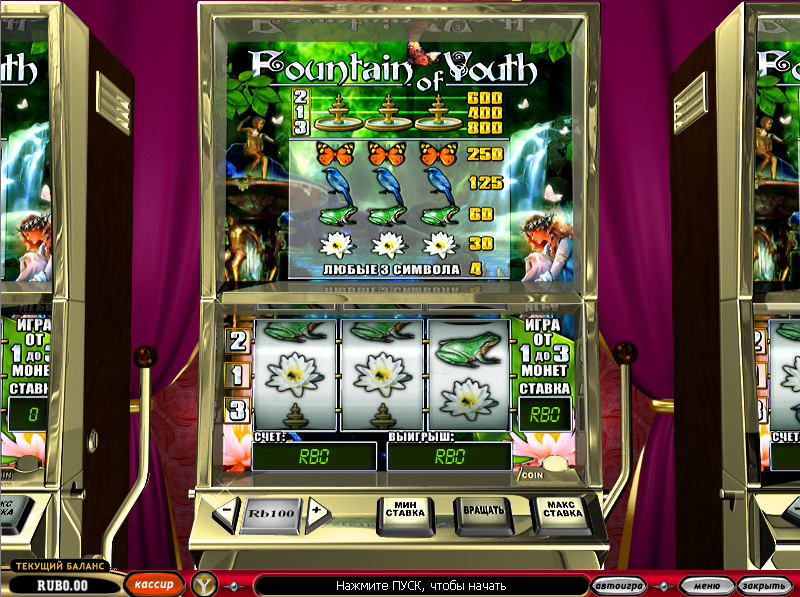 Fountain of Youth
2 600
1 400
3 800
250
125
60
30
ЛЮБЫЕ 3 СИМВОЛА 4
2
1
3
ИГРА
ОТ
1 ДО 3
МОНЕТ
СТАВКА
0
ИГРА
ОТ
1 ДО 3
МОНЕТ
СТАВКА
RB0
СЧЕТ:
ВЫИГРЫШ:
RB0
RB0
/COIN
- Rb100 +
МИН
СТАВКА
ВРАЩАТЬ
МАКС
СТАВКА
ТЕКУЩИЙ БАЛАНС
RUB0.00
кассир
Y
Нажмите ПУСК, чтобы начать
автоигра
меню
закрыть